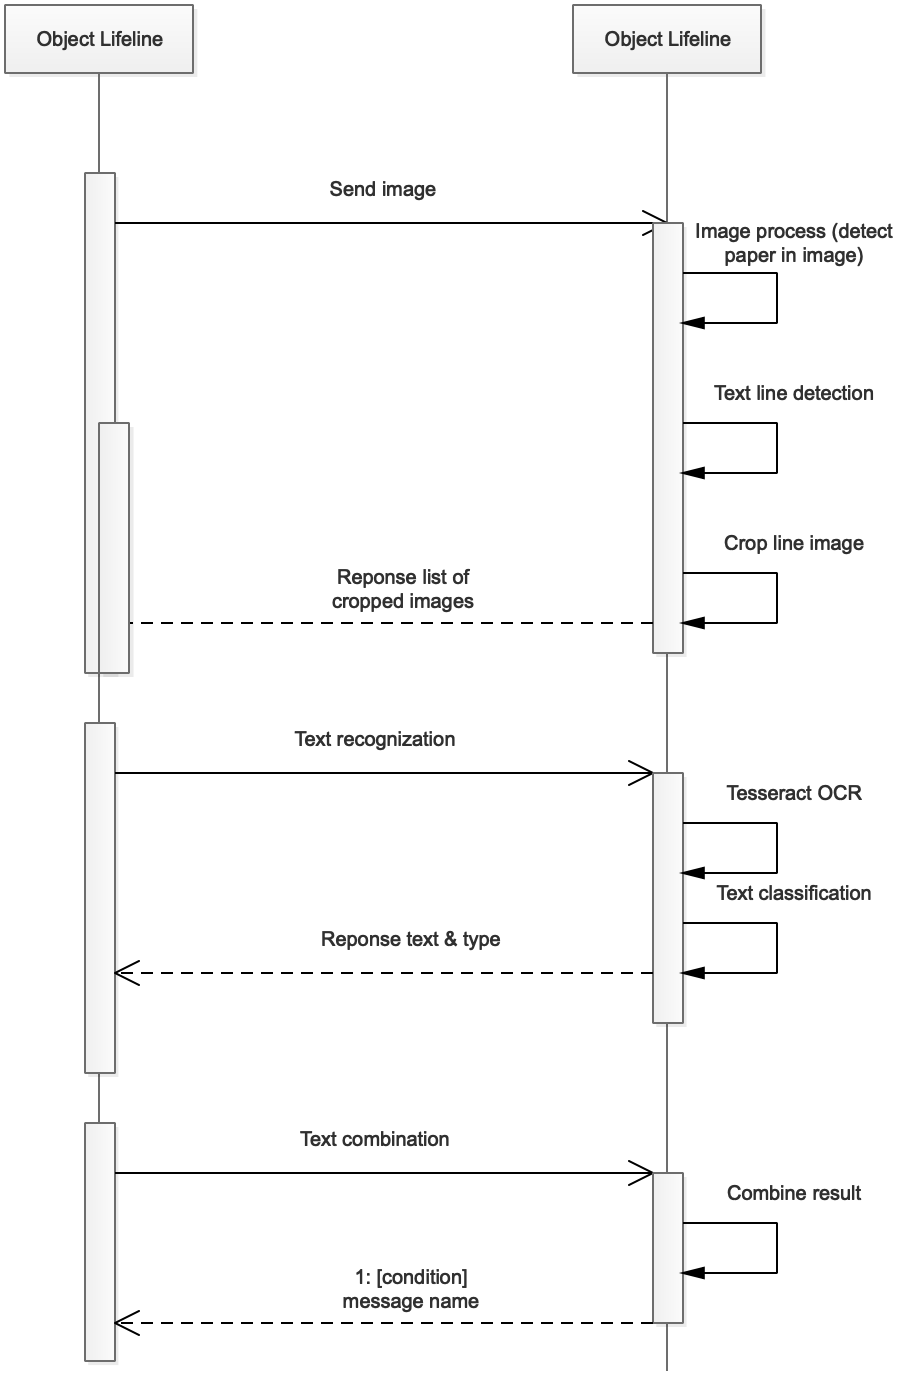 Object Lifeline
Object Lifeline
Send image
Image process (detect
paper in image)
Text line detection
Crop line image
Reponse list of
cropped images
Text recognization
Tesseract OCR
Text classification
Reponse text & type
Text combination
Combine result
1: [condition]
message name